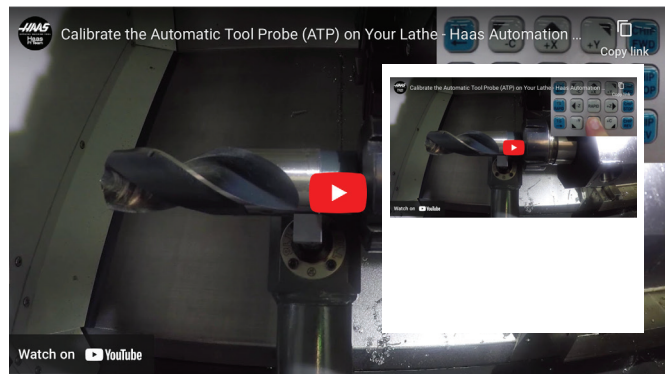 HAAS
Haas
Calibrate the Automatic Tool Probe (ATP) on Your Lathe - Haas Automation ...
Copy link
-C
+X
+Y
Watch on YouTube
Calibrate the Automatic Tool Probe (ATP) on Your Lathe - Haas Automation
Watch on YouTube